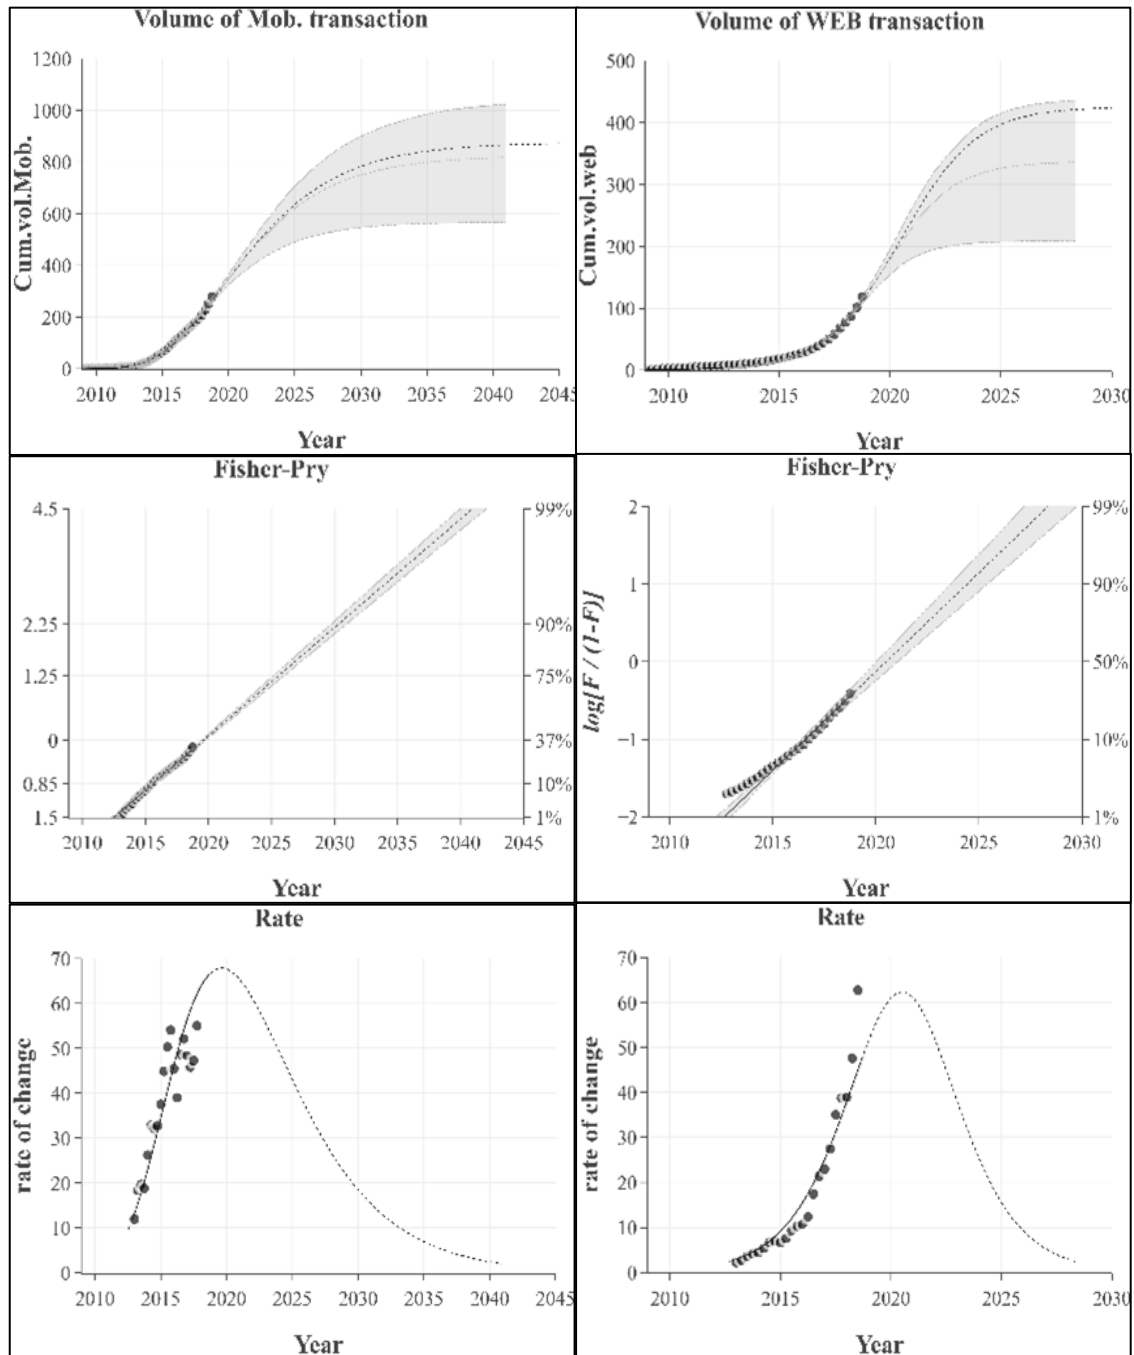 Volume of Mob. transaction
1200
1000
800
600
400
200
0
Cum.vol.Mob.
2010 2015 2020 2025 2030 2035 2040 2045
Year
Volume of WEB transaction
500
400
300
200
100
0
Cum.vol.web
2010 2015 2020 2025 2030
Year
Fisher-Pry
4.5
2.25
1.25
0
0.85
1.5
99%
90%
75%
37%
10%
1%
2010 2015 2020 2025 2030 2035 2040 2045
Year
Fisher-Pry
2
1
0
−1
−2
log[F / (1-F)]
99%
90%
50%
10%
1%
2010 2015 2020 2025 2030
Year
Rate
70
60
50
40
30
20
10
0
rate of change
2010 2015 2020 2025 2030 2035 2040 2045
Year
Rate
70
60
50
40
30
20
10
0
rate of change
2010 2015 2020 2025 2030
Year